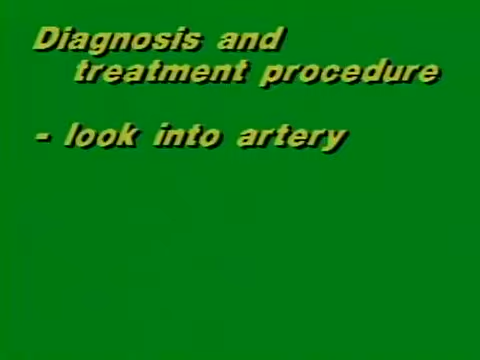 Diagnosis and
treatment procedure
- look into artery